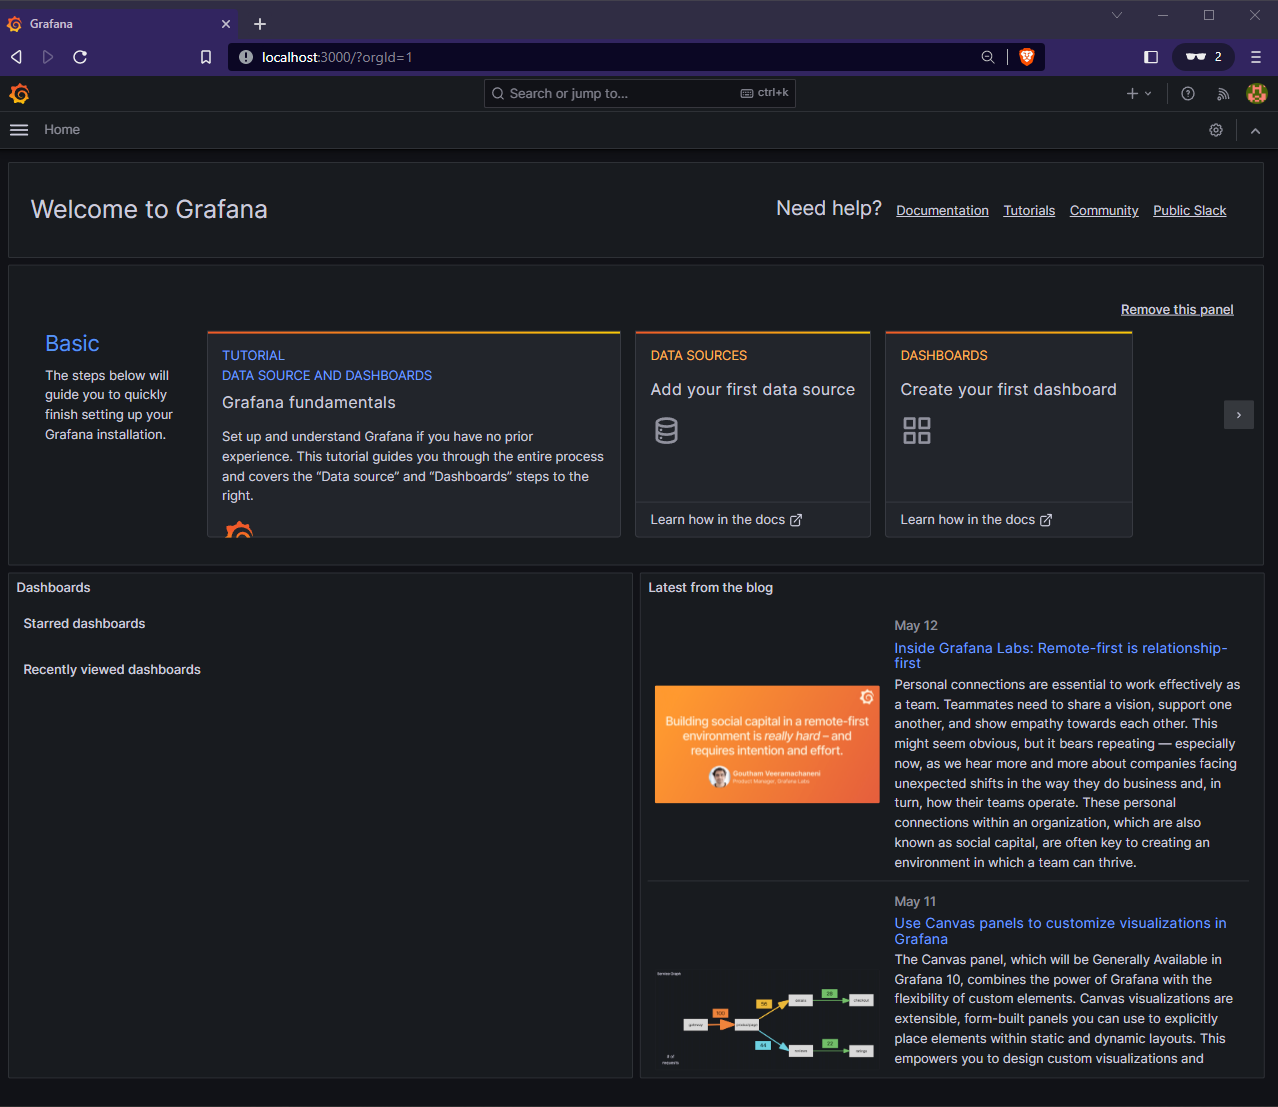 Grafana
2
localhost:3000/?orgId=1
Search or jump to...
ctrl+k
Home
Welcome to Grafana
Need help?
Documentation
Tutorials
Community
Public Slack
Remove this panel
Basic
The steps below will
guide you to quickly
finish setting up your
Grafana installation.
TUTORIAL
DATA SOURCE AND DASHBOARDS
Grafana fundamentals
Set up and understand Grafana if you have no prior
experience. This tutorial guides you through the entire process
and covers the “Data source” and “Dashboards” steps to the
right.
DATA SOURCES
Add your first data source
Learn how in the docs
DASHBOARDS
Create your first dashboard
Learn how in the docs
Dashboards
Starred dashboards
Recently viewed dashboards
Latest from the blog
Building social capital in a remote-first
environment is really hard – and
requires intention and effort.
Goutham Veeramachaneni
Product Manager, Grafana Labs
May 12
Inside Grafana Labs: Remote-first is relationship-
first
Personal connections are essential to work effectively as
a team. Teammates need to share a vision, support one
another, and show empathy towards each other. This
might seem obvious, but it bears repeating — especially
now, as we hear more and more about companies facing
unexpected shifts in the way they do business and, in
turn, how their teams operate. These personal
connections within an organization, which are also
known as social capital, are often key to creating an
environment in which a team can thrive.
Service Graph
100
56
44
28
22
# of
requests
May 11
Use Canvas panels to customize visualizations in
Grafana
The Canvas panel, which will be Generally Available in
Grafana 10, combines the power of Grafana with the
flexibility of custom elements. Canvas visualizations are
extensible, form-built panels you can use to explicitly
place elements within static and dynamic layouts. This
empowers you to design custom visualizations and